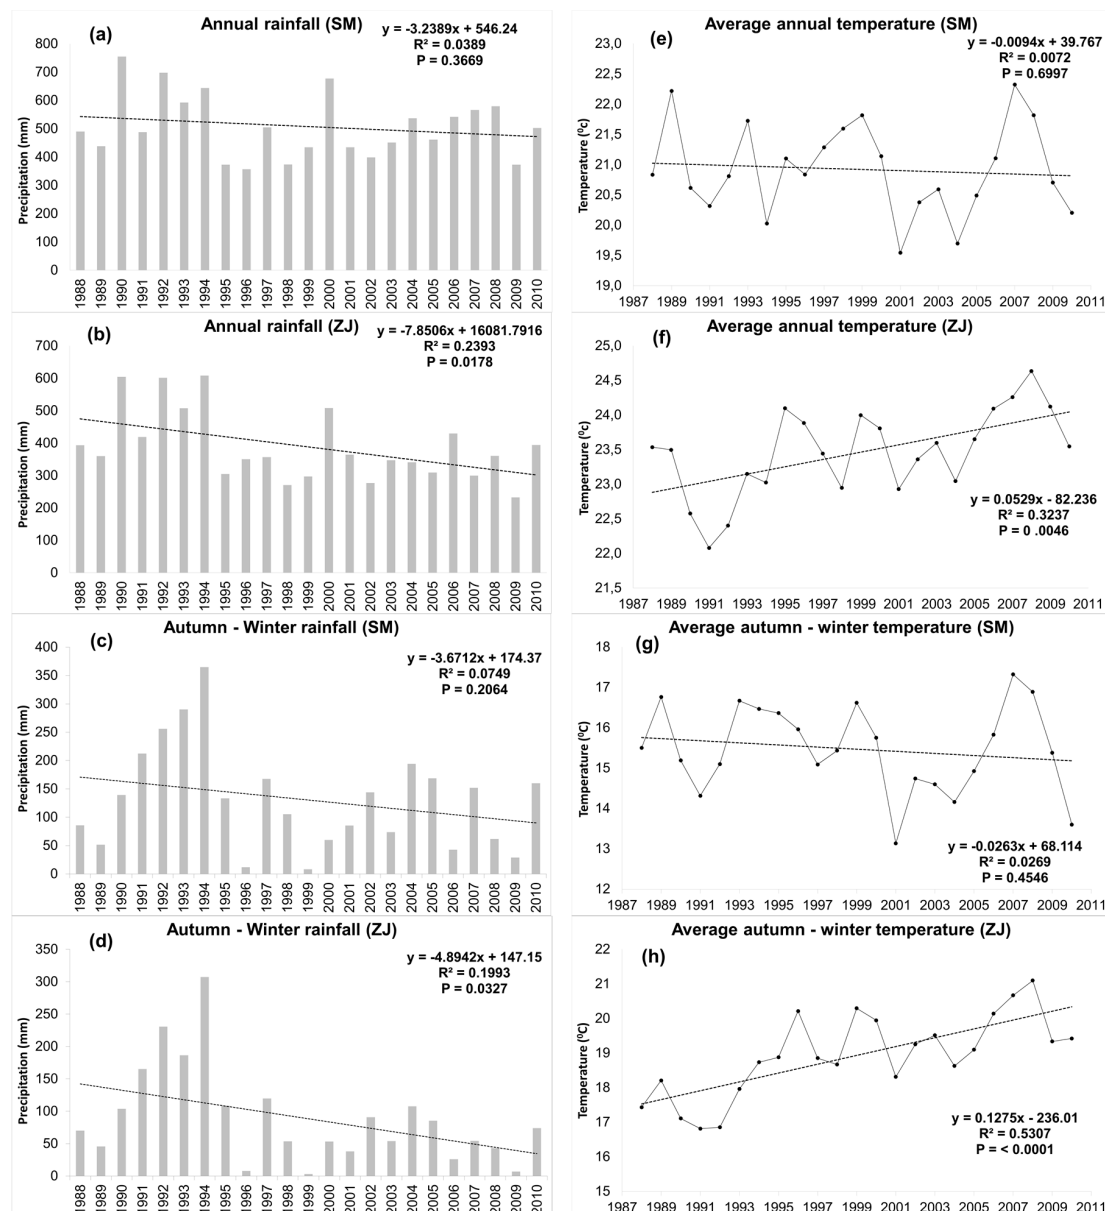 (a)
Annual rainfall (SM)
y = -3.2389x + 546.24
R² = 0.0389
P = 0.3669
Precipitation (mm)
800
700
600
500
400
300
200
100
0
1988 1989 1990 1991 1992 1993 1994 1995 1996 1997 1998 1999 2000 2001 2002 2003 2004 2005 2006 2007 2008 2009 2010
(e)
Average annual temperature (SM)
y = -0.0094x + 39.767
R² = 0.0072
P = 0.6997
Temperature (⁰c)
23,0
22,5
22,0
21,5
21,0
20,5
20,0
19,5
19,0
1987 1989 1991 1993 1995 1997 1999 2001 2003 2005 2007 2009 2011
(b)
Annual rainfall (ZJ)
y = -7.8506x + 16081.7916
R² = 0.2393
P = 0.0178
Precipitation (mm)
700
600
500
400
300
200
100
0
1988 1989 1990 1991 1992 1993 1994 1995 1996 1997 1998 1999 2000 2001 2002 2003 2004 2005 2006 2007 2008 2009 2010
(f)
Average annual temperature (ZJ)
y = 0.0529x - 82.236
R² = 0.3237
P = 0 .0046
Temperature (⁰C)
25,0
24,5
24,0
23,5
23,0
22,5
22,0
21,5
1987 1989 1991 1993 1995 1997 1999 2001 2003 2005 2007 2009 2011
(c)
Autumn - Winter rainfall (SM)
y = -3.6712x + 174.37
R² = 0.0749
P = 0.2064
Precipitation (mm)
400
350
300
250
200
150
100
50
0
1988 1989 1990 1991 1992 1993 1994 1995 1996 1997 1998 1999 2000 2001 2002 2003 2004 2005 2006 2007 2008 2009 2010
(g)
Average autumn - winter temperature (SM)
y = -0.0263x + 68.114
R² = 0.0269
P = 0.4546
Temperature (⁰C)
18
17
16
15
14
13
12
1987 1989 1991 1993 1995 1997 1999 2001 2003 2005 2007 2009 2011
(d)
Autumn - Winter rainfall (ZJ)
y = -4.8942x + 147.15
R² = 0.1993
P = 0.0327
Precipitation (mm)
350
300
250
200
150
100
50
0
1988 1989 1990 1991 1992 1993 1994 1995 1996 1997 1998 1999 2000 2001 2002 2003 2004 2005 2006 2007 2008 2009 2010
(h)
Average autumn - winter temperature (ZJ)
y = 0.1275x - 236.01
R² = 0.5307
P = < 0.0001
Temperature (⁰C)
22
21
20
19
18
17
16
15
1987 1989 1991 1993 1995 1997 1999 2001 2003 2005 2007 2009 2011